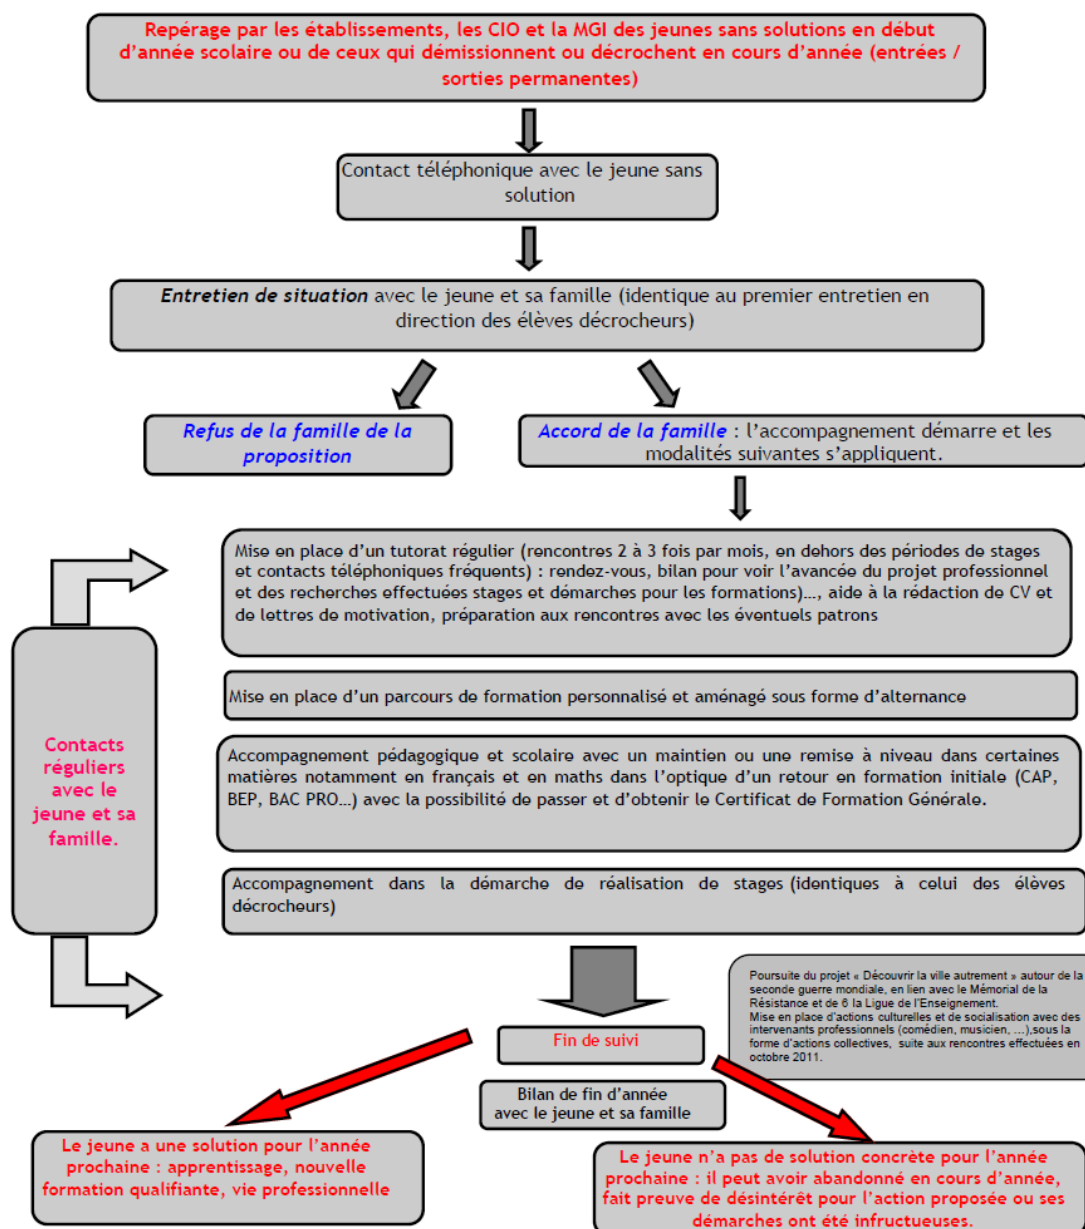 Repérage par les établissements, les CIO et la MGI des jeunes sans solutions en début
d'année scolaire ou de ceux qui démissionnent ou décrochent en cours d'année (entrées /
sorties permanentes)
Contact téléphonique avec le jeune sans
solution
Entretien de situation avec le jeune et sa famille (identique au premier entretien en
direction des élèves décrocheurs)
Refus de la famille de la
proposition
Accord de la famille : l'accompagnement démarre et les
modalités suivantes s'appliquent.
Mise en place d'un tutorat régulier (rencontres 2 à 3 fois par mois, en dehors des périodes de stages
et contacts téléphoniques fréquents) : rendez-vous, bilan pour voir l'avancée du projet professionnel
et des recherches effectuées stages et démarches pour les formations)…, aide à la rédaction de CV et
de lettres de motivation, préparation aux rencontres avec les éventuels patrons
Mise en place d'un parcours de formation personnalisé et aménagé sous forme d'alternance
Contacts
réguliers
avec le
jeune et sa
famille.
Accompagnement pédagogique et scolaire avec un maintien ou une remise à niveau dans certaines
matières notamment en français et en maths dans l'optique d'un retour en formation initiale (CAP,
BEP, BAC PRO…) avec la possibilité de passer et d'obtenir le Certificat de Formation Générale.
Accompagnement dans la démarche de réalisation de stages (identiques à celui des élèves
décrocheurs)
Poursuite du projet « Découvrir la ville autrement » autour de la
seconde guerre mondiale, en lien avec le Mémorial de la
Résistance et de 6 la Ligue de l'Enseignement.
Mise en place d'actions culturelles et de socialisation avec des
intervenants professionnels (comédien, musicien, …),sous la
forme d'actions collectives, suite aux rencontres effectuées en
octobre 2011.
Fin de suivi
Bilan de fin d'année
avec le jeune et sa famille
Le jeune a une solution pour l'année
prochaine : apprentissage, nouvelle
formation qualifiante, vie professionnelle
Le jeune n'a pas de solution concrète pour l'année
prochaine : il peut avoir abandonné en cours d'année,
fait preuve de désintérêt pour l'action proposée ou ses
démarches ont été infructueuses.